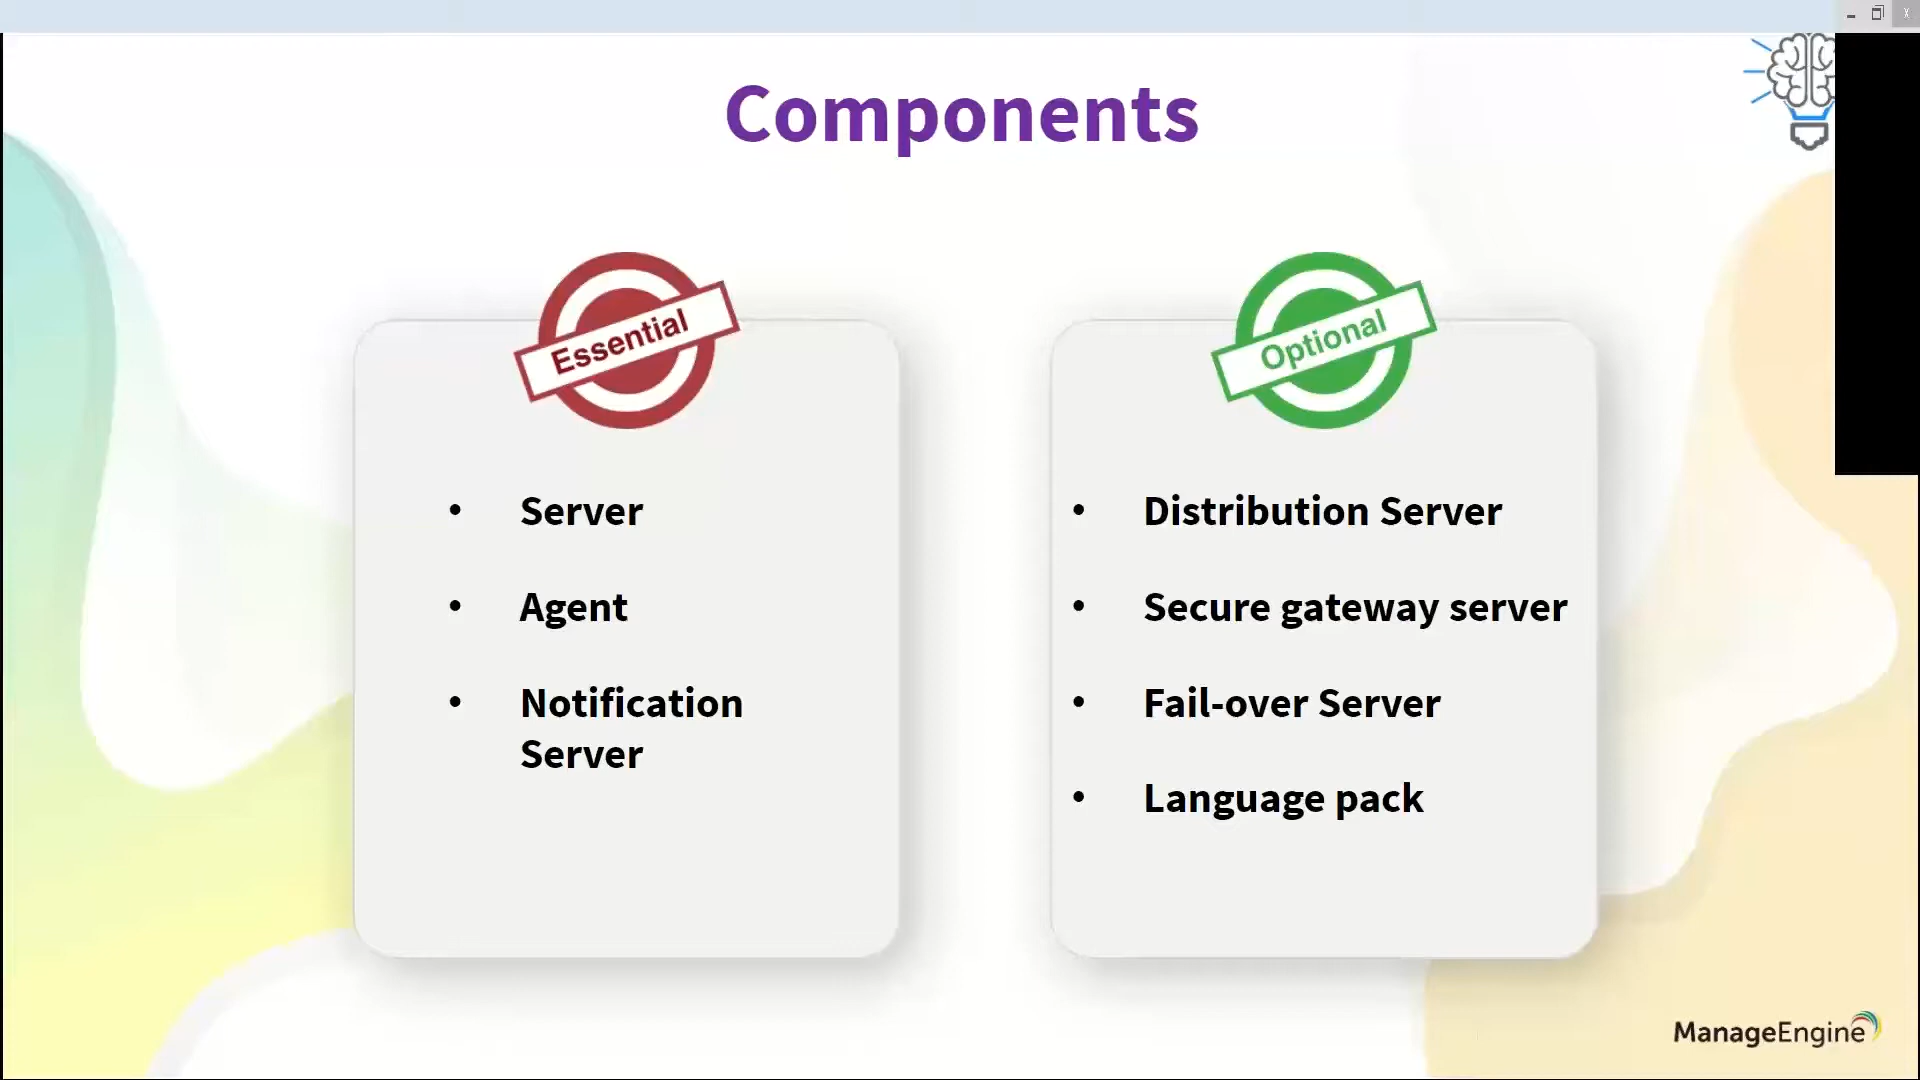 Components
Essential
• Server
• Agent
• Notification
Server
Optional
• Distribution Server
• Secure gateway server
• Fail-over Server
• Language pack
ManageEngine